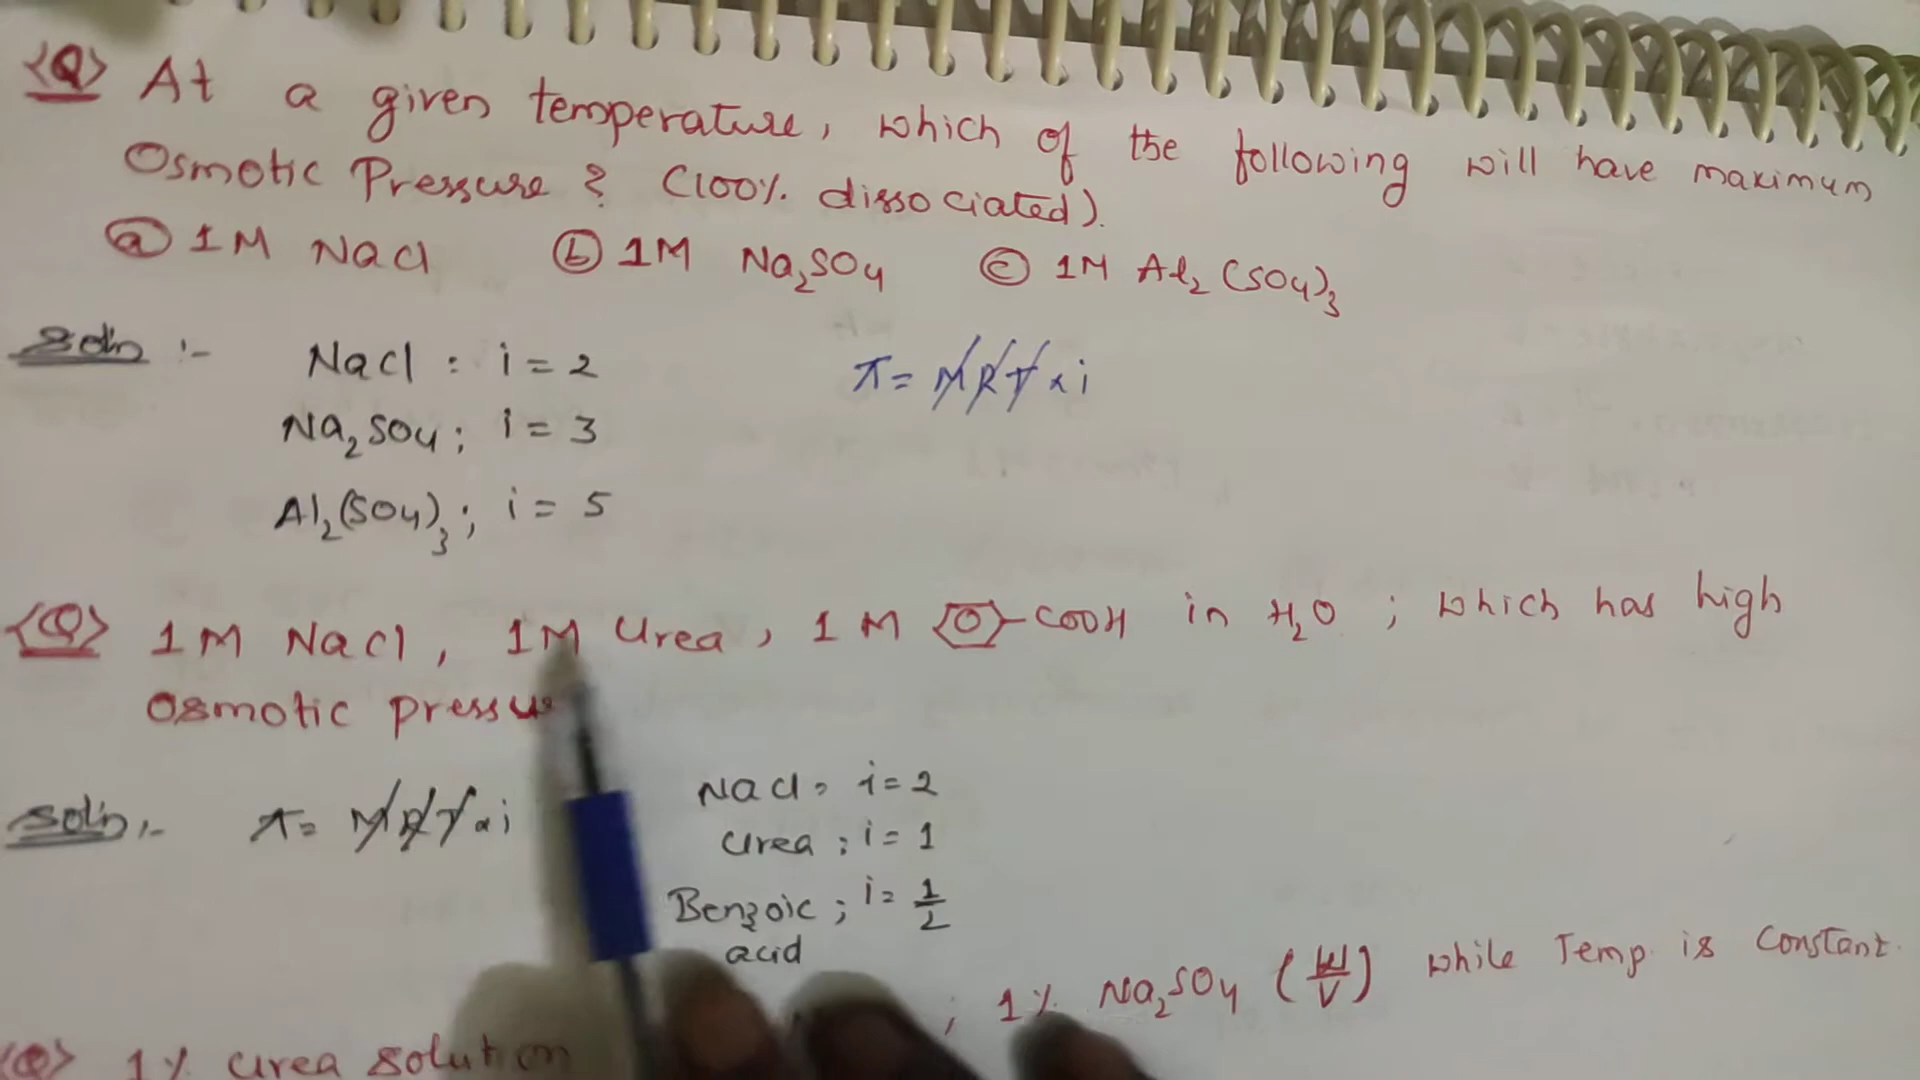 <Q> At a given temperature, which of the following will have maximum
Osmotic Pressure ? (100% dissociated).
ⓐ 1M NaCl ⓑ 1M Na₂SO₄ ⓒ 1M Al₂(SO₄)₃
Soln :- NaCl : i = 2 π = MRT x i
Na₂SO₄ ; i = 3
Al₂(SO₄)₃ ; i = 5
<Q> 1M NaCl, 1M Urea, 1M -COOH in H₂O ; which has high
Osmotic pressu
Soln :- π = MRT x i NaCl, i = 2
Urea ; i = 1
Benzoic ; i = 1/2
acid
; 1% Na₂SO₄ (W/V) while Temp. is Constant.
<Q> 1% urea solution